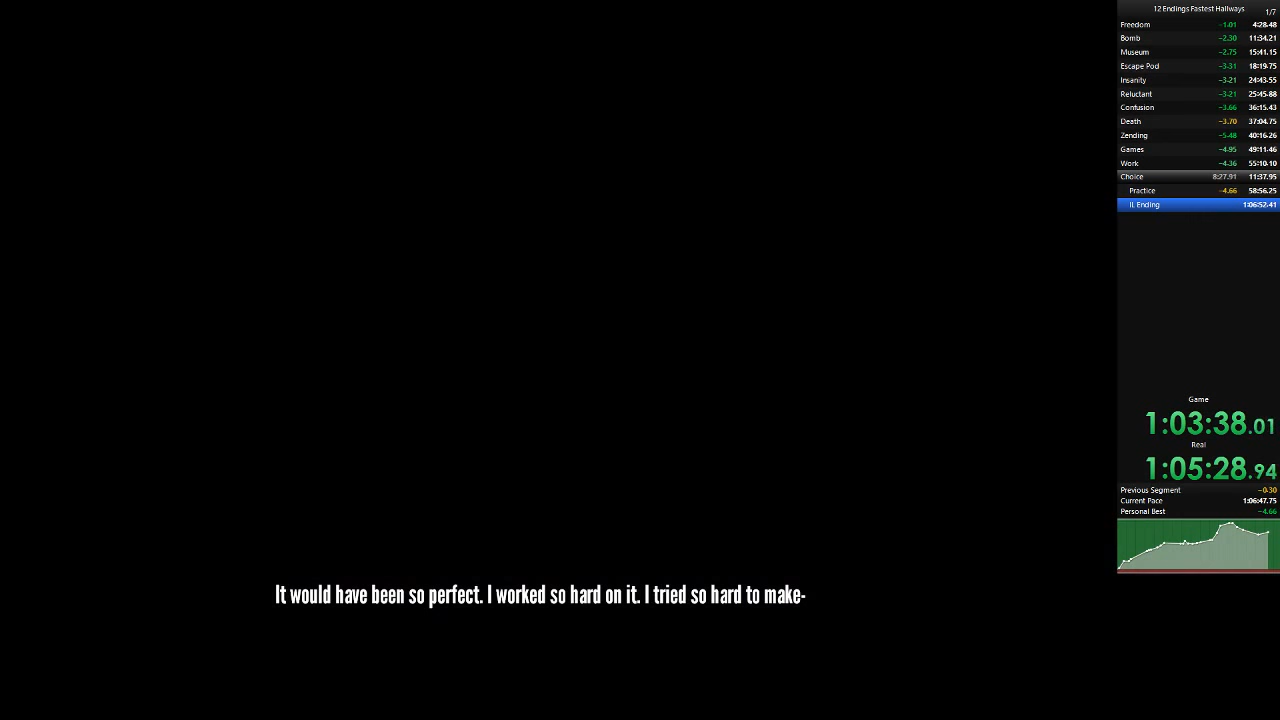 12 Endings Fastest Hallways
1/7
Freedom -1.01 4:28.48
Bomb -2.30 11:34.21
Museum -2.75 15:41.15
Escape Pod -3.31 18:19.75
Insanity -3.21 24:43.55
Reluctant -3.21 25:45.88
Confusion -3.66 36:15.43
Death -3.70 37:04.75
Zending -5.48 40:16.26
Games -4.95 49:11.46
Work -4.36 55:10.10
Choice 8:27.91 11:37.95
Practice -4.66 58:56.25
IL Ending 1:06:52.41
Game
1:03:38.01
Real
1:05:28.94
Previous Segment -0.30
Current Pace 1:06:47.75
Personal Best -4.66
It would have been so perfect. I worked so hard on it. I tried so hard to make-